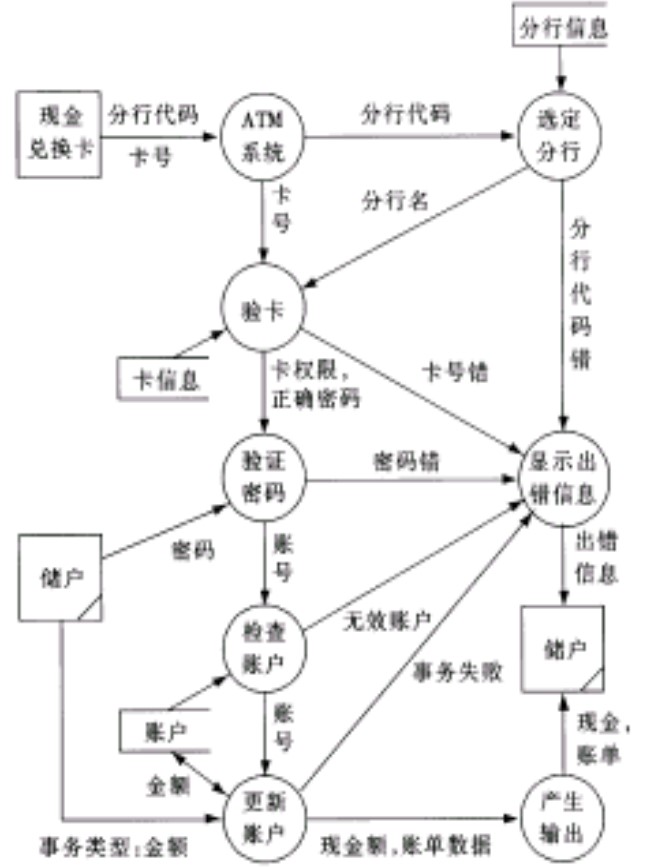 分行信息
现金
兑换卡
分行代码
卡号
ATM
系统
分行代码
选定
分行
卡
号
分行名
分
行
代
码
错
验卡
卡信息
卡权限，
正确密码
卡号错
验证
密码
密码错
显示出
错信息
储户
密码
账
号
出错
信息
检查
账户
无效账户
储户
事务失败
账户
账
号
现金，
账单
金额
更新
账户
产生
输出
事务类型；金额
现金额，账单数据